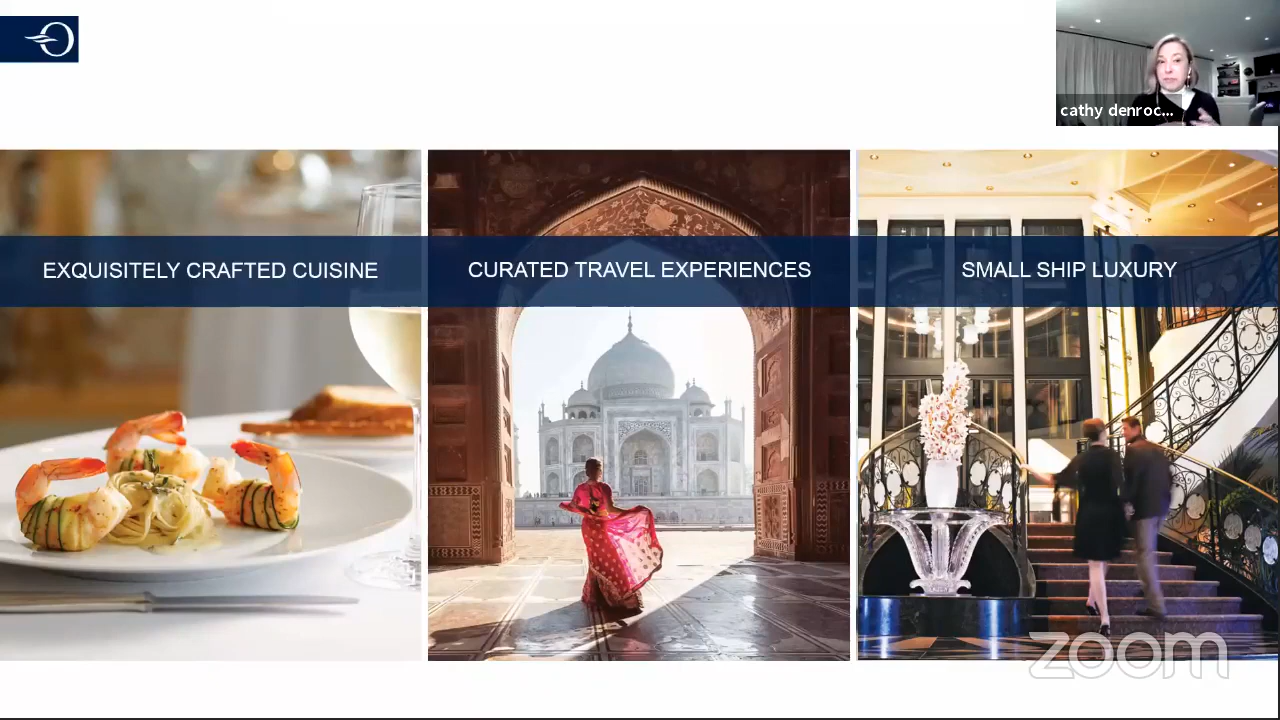 cathy denroc...
EXQUISITELY CRAFTED CUISINE
CURATED TRAVEL EXPERIENCES
SMALL SHIP LUXURY
zoom